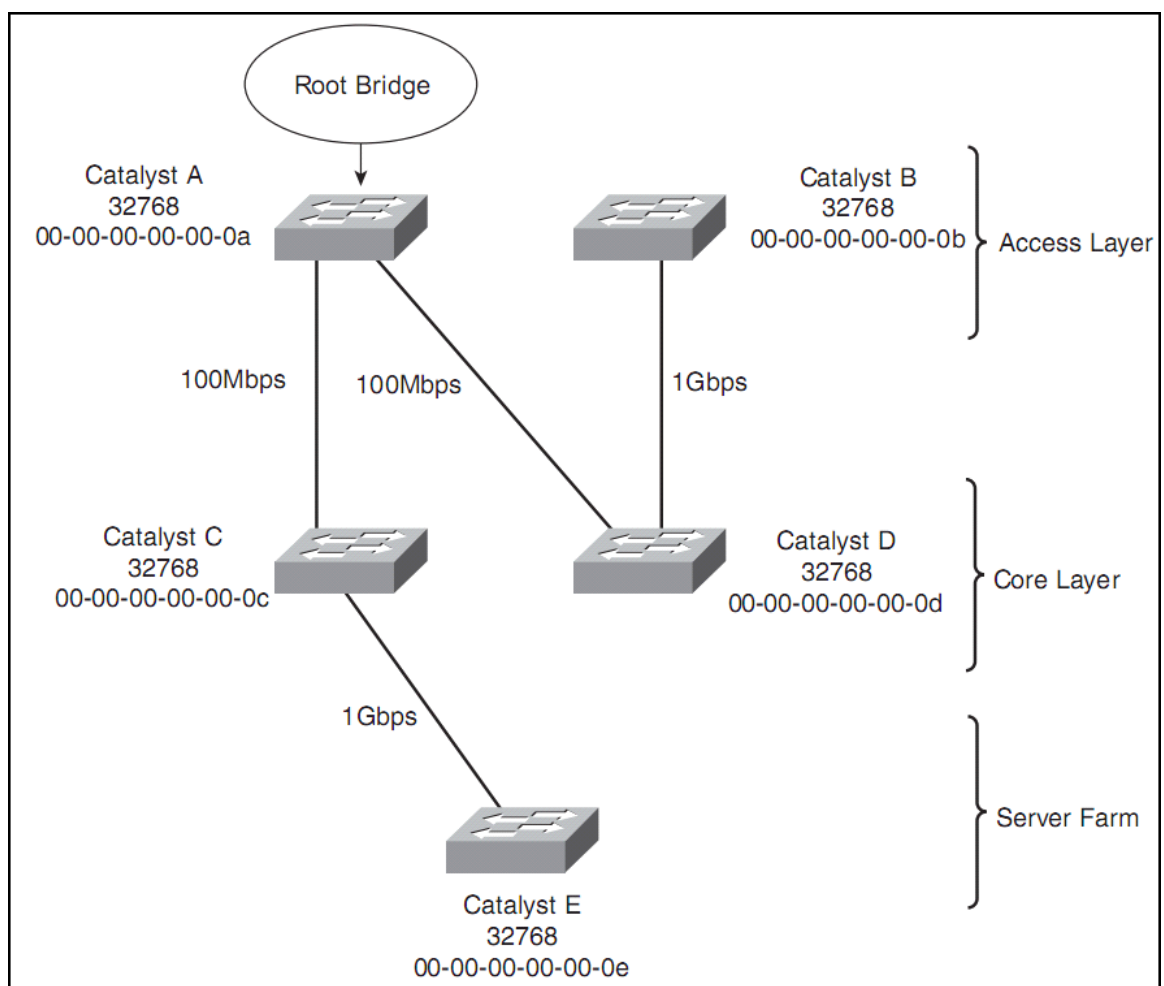 Root Bridge
Catalyst A
32768
00-00-00-00-00-0a
Catalyst B
32768
00-00-00-00-00-0b
Access Layer
100Mbps
100Mbps
1Gbps
Catalyst C
32768
00-00-00-00-00-0c
Catalyst D
32768
00-00-00-00-00-0d
Core Layer
1Gbps
Server Farm
Catalyst E
32768
00-00-00-00-00-0e